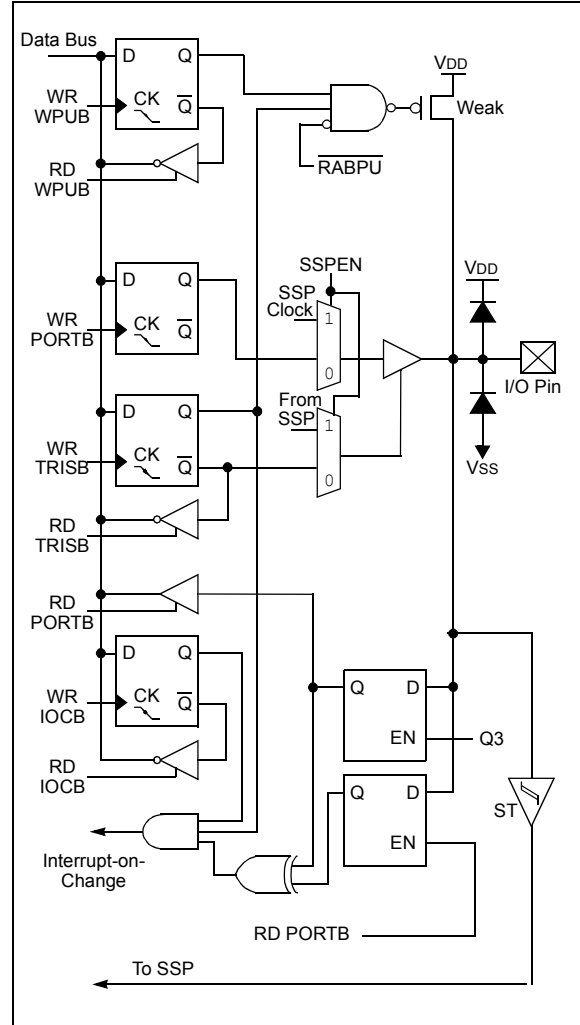 Data Bus
D Q
WR
WPUB
CK
Q
RD
WPUB
VDD
Weak
RABPU
D Q
WR
PORTB
CK
Q
SSPEN
SSP
Clock
1
0
VDD
I/O Pin
VSS
From
SSP
1
0
D Q
WR
TRISB
CK
Q
RD
TRISB
RD
PORTB
D Q
WR
IOCB
CK
Q
RD
IOCB
Q D
EN
Q3
Q D
EN
ST
Interrupt-on-
Change
RD PORTB
To SSP